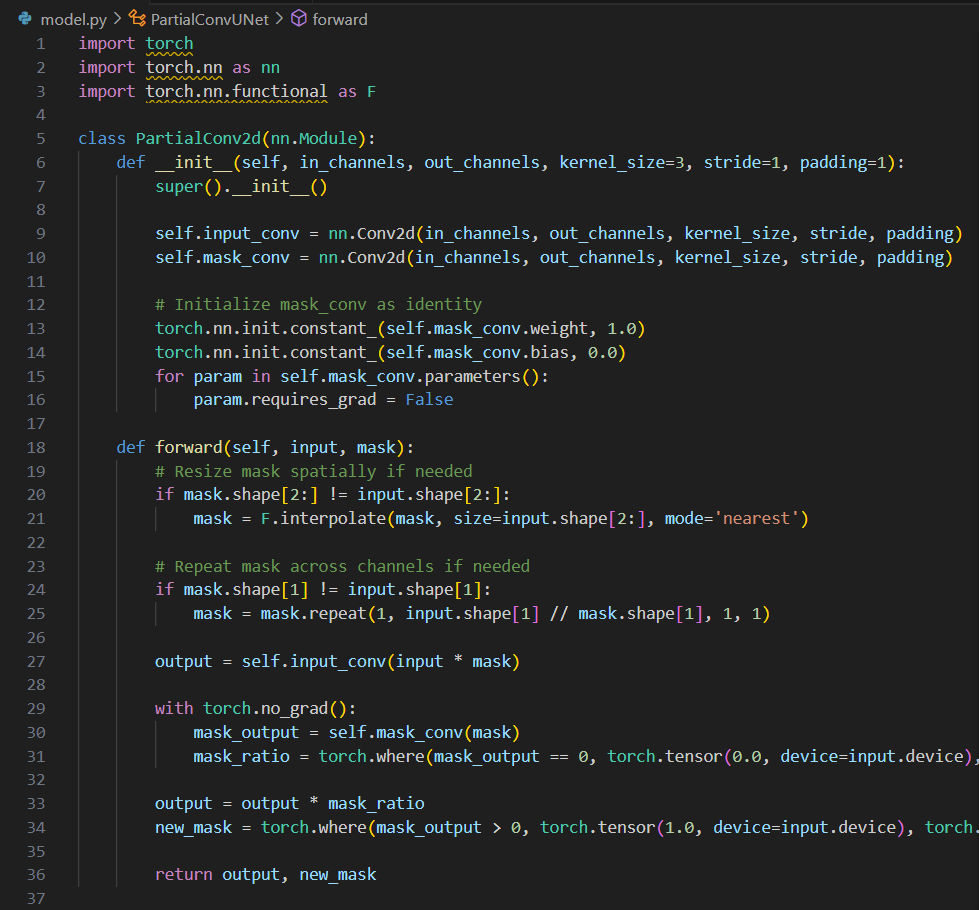 model.py > PartialConvUNet > forward
1 import torch
2 import torch.nn as nn
3 import torch.nn.functional as F
4
5 class PartialConv2d(nn.Module):
6     def __init__(self, in_channels, out_channels, kernel_size=3, stride=1, padding=1):
7         super().__init__()
8
9         self.input_conv = nn.Conv2d(in_channels, out_channels, kernel_size, stride, padding)
10         self.mask_conv = nn.Conv2d(in_channels, out_channels, kernel_size, stride, padding)
11
12         # Initialize mask_conv as identity
13         torch.nn.init.constant_(self.mask_conv.weight, 1.0)
14         torch.nn.init.constant_(self.mask_conv.bias, 0.0)
15         for param in self.mask_conv.parameters():
16             param.requires_grad = False
17
18     def forward(self, input, mask):
19         # Resize mask spatially if needed
20         if mask.shape[2:] != input.shape[2:]:
21             mask = F.interpolate(mask, size=input.shape[2:], mode='nearest')
22
23         # Repeat mask across channels if needed
24         if mask.shape[1] != input.shape[1]:
25             mask = mask.repeat(1, input.shape[1] // mask.shape[1], 1, 1)
26
27         output = self.input_conv(input * mask)
28
29         with torch.no_grad():
30             mask_output = self.mask_conv(mask)
31             mask_ratio = torch.where(mask_output == 0, torch.tensor(0.0, device=input.device),
32
33         output = output * mask_ratio
34         new_mask = torch.where(mask_output > 0, torch.tensor(1.0, device=input.device), torch.
35
36         return output, new_mask
37